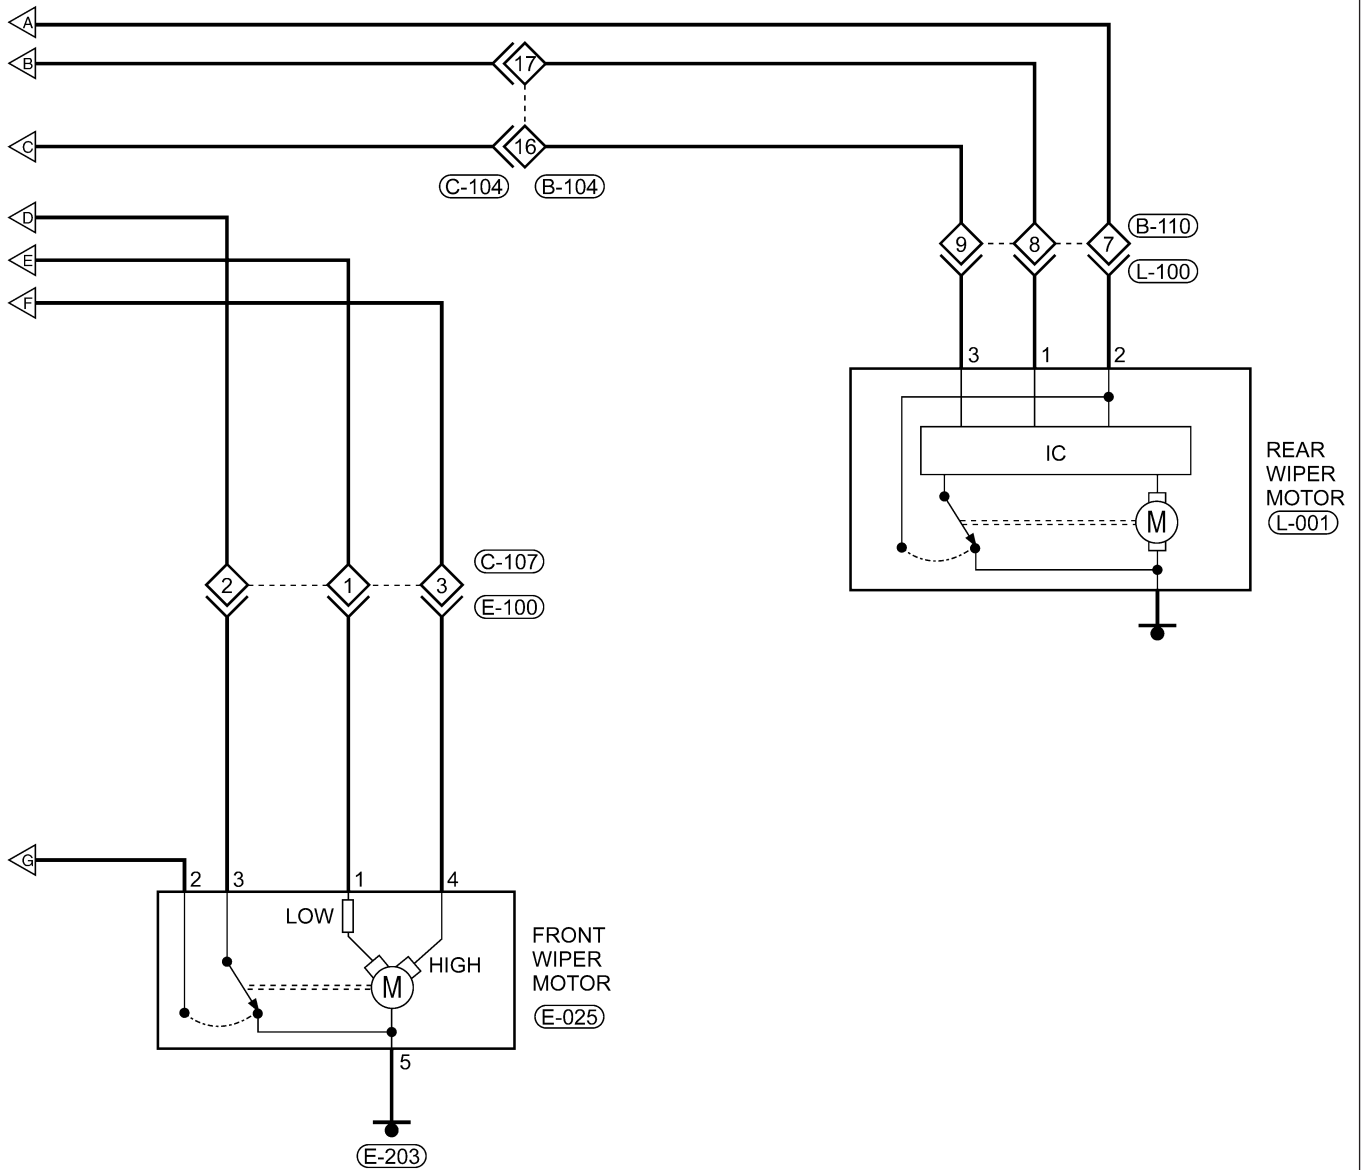 A
B
17
C
16
C-104
B-104
D
B-110
9
8
7
E
L-100
F
3
1
2
IC
REAR
WIPER
MOTOR
L-001
M
C-107
2
1
3
E-100
G
2
3
1
4
LOW
FRONT
WIPER
MOTOR
HIGH
M
E-025
5
E-203